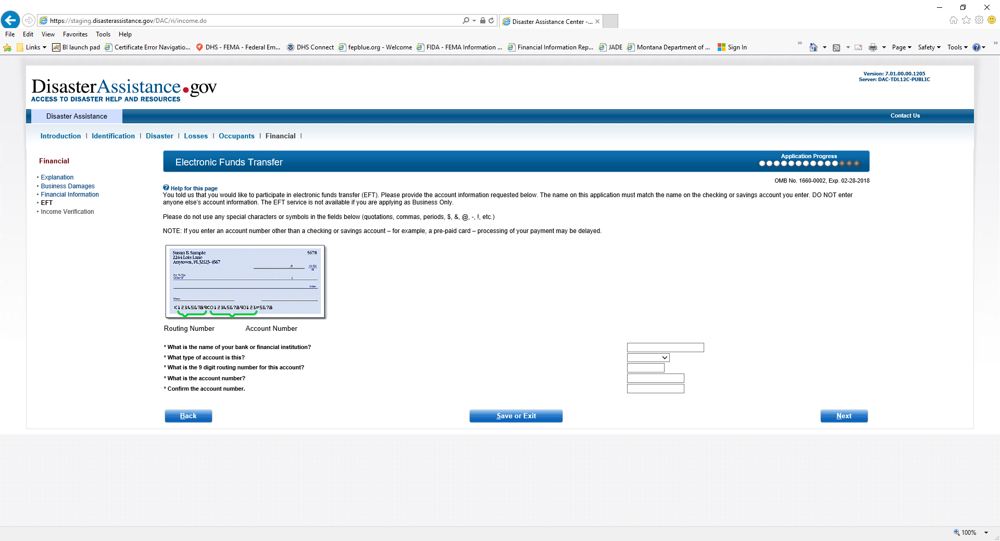 https://staging.disasterassistance.gov/DAC/ri/income.do
Disaster Assistance Center -...
File Edit View Favorites Tools Help
Links BI launch pad Certificate Error Navigatio... DHS - FEMA - Federal Em... DHS Connect fepblue.org - Welcome FIDA - FEMA Information ... Financial Information Rep... JADE Montana Department of ... Sign In » Page Safety Tools »
Version: 7.01.00.00.1205
Server: DAC-TDL12C-PUBLIC
DisasterAssistance.gov
ACCESS TO DISASTER HELP AND RESOURCES
Disaster Assistance
Contact Us
Introduction | Identification | Disaster | Losses | Occupants | Financial |
Financial
• Explanation
• Business Damages
• Financial Information
• EFT
• Income Verification
Electronic Funds Transfer
Application Progress
OMB No. 1660-0002, Exp. 02-28-2018
Help for this page
You told us that you would like to participate in electronic funds transfer (EFT). Please provide the account information requested below. The name on this application must match the name on the checking or savings account you enter. DO NOT enter
anyone else's account information. The EFT service is not available if you are applying as Business Only.
Please do not use any special characters or symbols in the fields below (quotations, commas, periods, $, &, @, -, !, etc.)
NOTE: If you enter an account number other than a checking or savings account – for example, a pre-paid card – processing of your payment may be delayed.
Susan B. Sample
5678
2244 Lois Lane
Anytown, FL 32123-4567
Pay To The
Order Of
Memo
⑆123456789⑆01234567890123⑈5678
Routing Number
Account Number
* What is the name of your bank or financial institution?
* What type of account is this?
* What is the 9 digit routing number for this account?
* What is the account number?
* Confirm the account number.
Back
Save or Exit
Next
100%